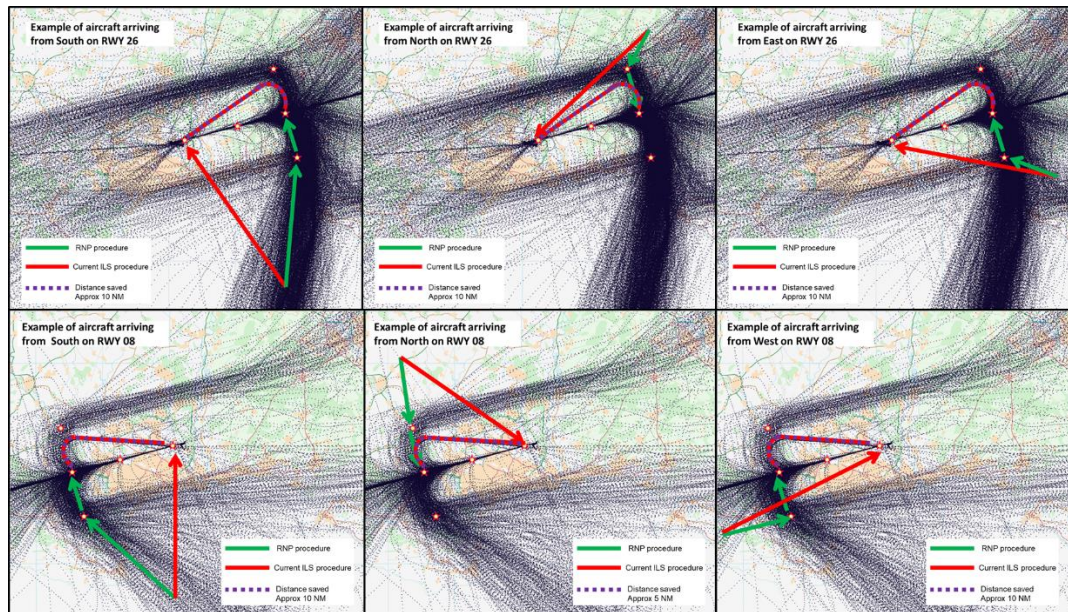 Example of aircraft arriving
from South on RWY 26
RNP procedure
Current ILS procedure
Distance saved
Approx 10 NM
Example of aircraft arriving
from North on RWY 26
RNP procedure
Current ILS procedure
Distance saved
Approx 10 NM
Example of aircraft arriving
from East on RWY 26
RNP procedure
Current ILS procedure
Distance saved
Approx 10 NM
Example of aircraft arriving
from South on RWY 08
RNP procedure
Current ILS procedure
Distance saved
Approx 10 NM
Example of aircraft arriving
from North on RWY 08
RNP procedure
Current ILS procedure
Distance saved
Approx 5 NM
Example of aircraft arriving
from West on RWY 08
RNP procedure
Current ILS procedure
Distance saved
Approx 10 NM